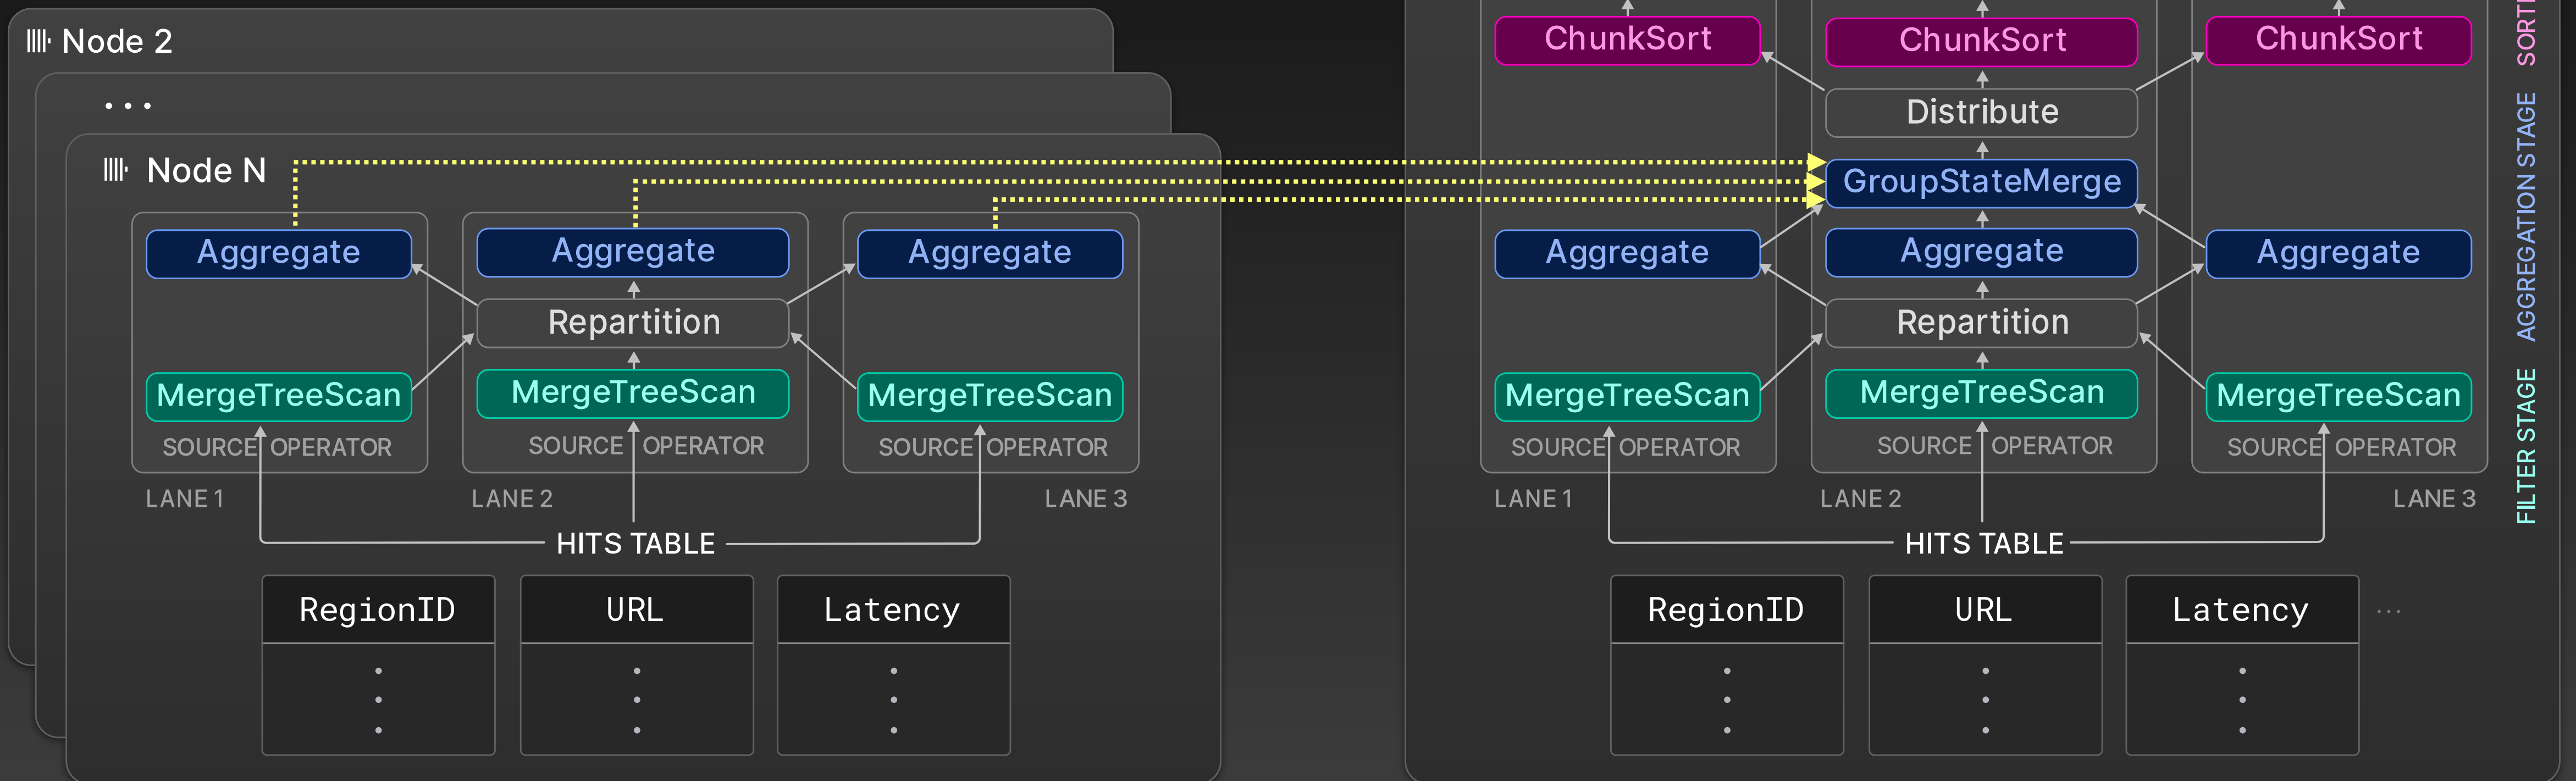 Node 2
...
Node N
Aggregate
Aggregate
Aggregate
Repartition
MergeTreeScan
MergeTreeScan
MergeTreeScan
SOURCE OPERATOR
SOURCE OPERATOR
SOURCE OPERATOR
LANE 1
LANE 2
LANE 3
HITS TABLE
RegionID
URL
Latency
ChunkSort
ChunkSort
ChunkSort
Distribute
GroupStateMerge
Aggregate
Aggregate
Aggregate
Repartition
MergeTreeScan
MergeTreeScan
MergeTreeScan
SOURCE OPERATOR
SOURCE OPERATOR
SOURCE OPERATOR
LANE 1
LANE 2
LANE 3
HITS TABLE
RegionID
URL
Latency
...
FILTER STAGE
AGGREGATION STAGE